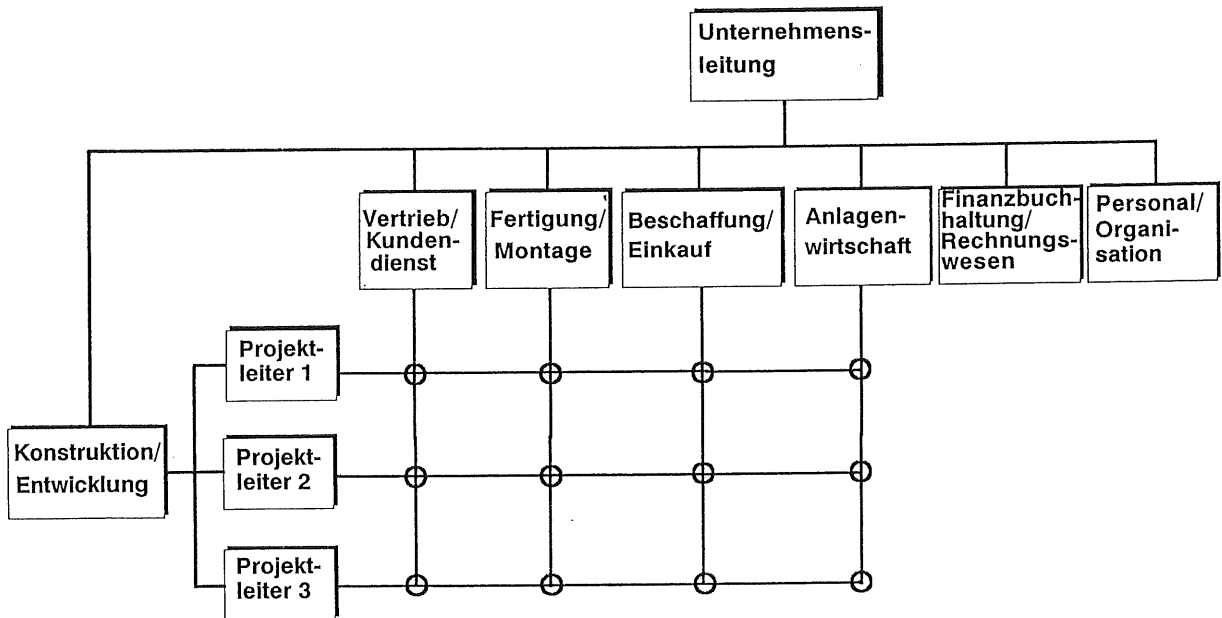 Unternehmens-
leitung
Vertrieb/
Kunden-
dienst
Fertigung/
Montage
Beschaffung/
Einkauf
Anlagen-
wirtschaft
Finanzbuch-
haltung/
Rechnungs-
wesen
Personal/
Organi-
sation
Projekt-
leiter 1
Konstruktion/
Entwicklung
Projekt-
leiter 2
Projekt-
leiter 3